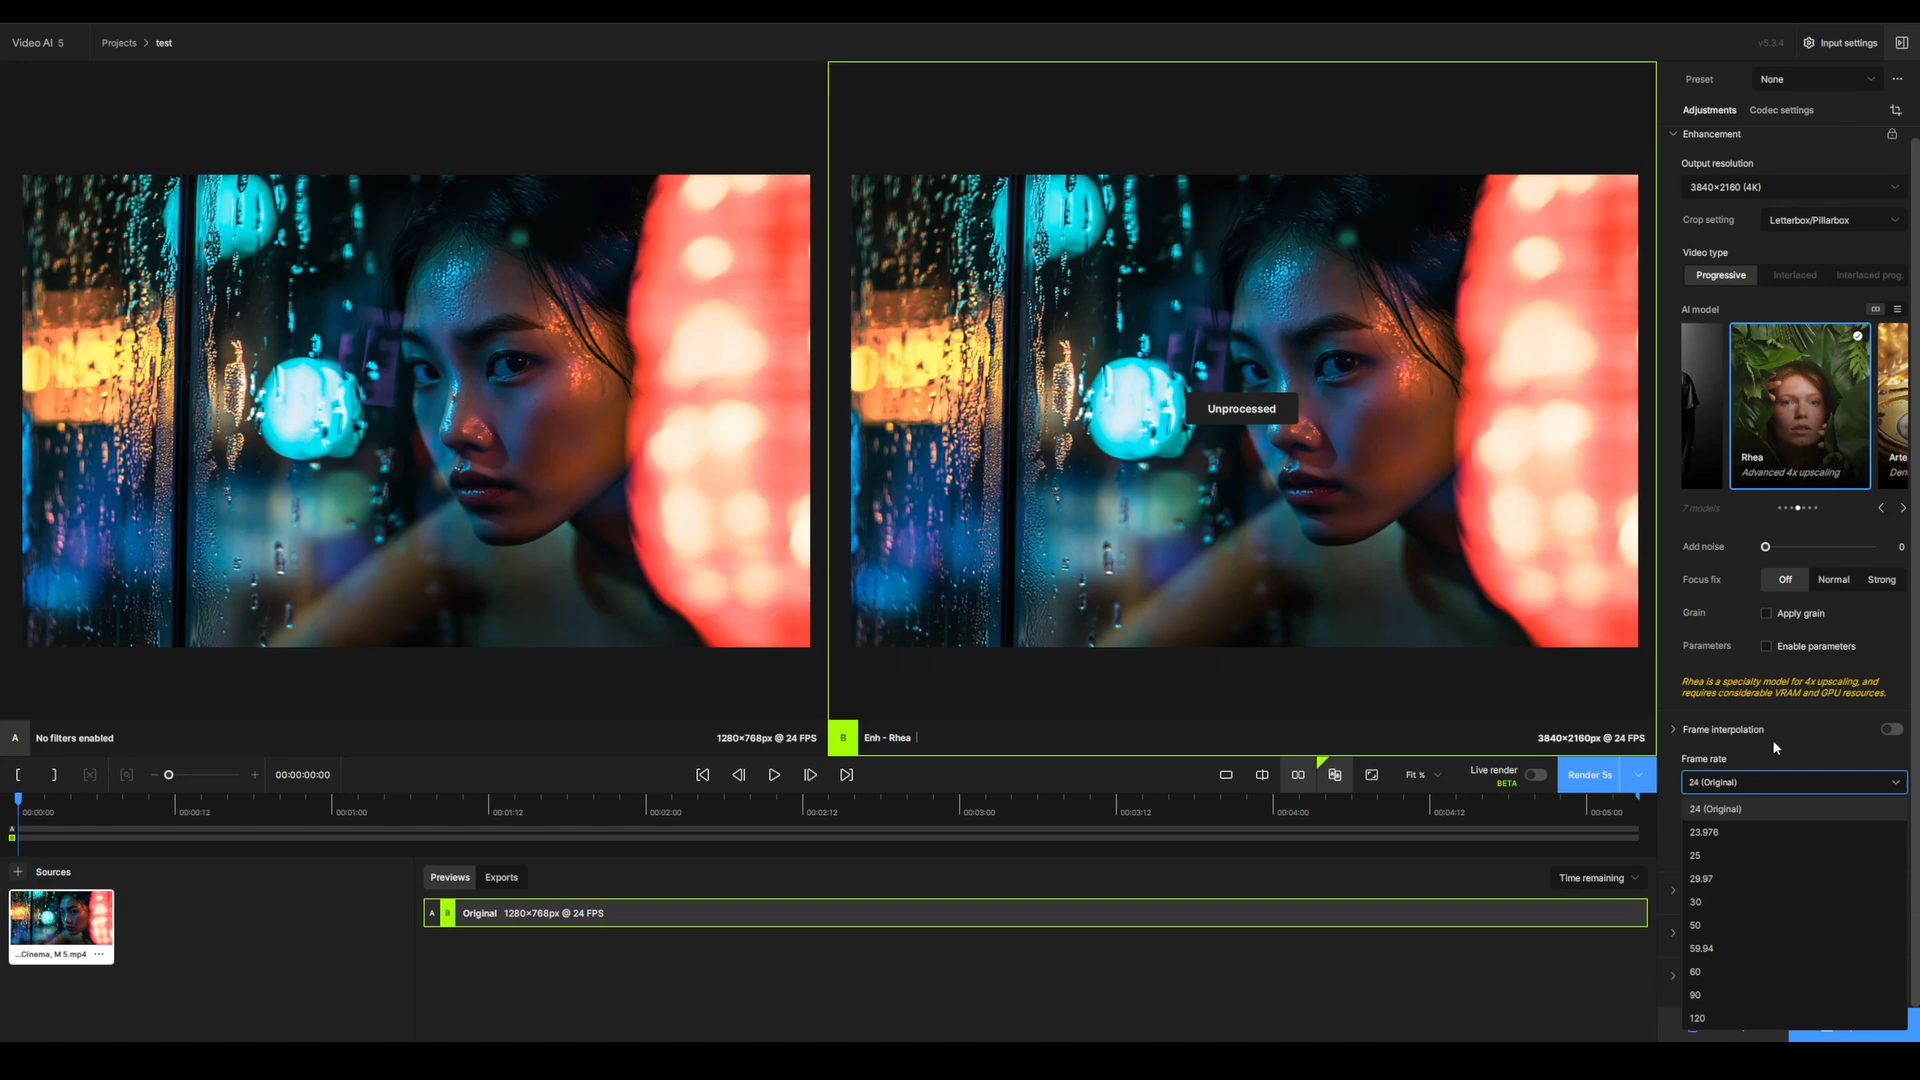 Video AI 5
Projects > test
v5.3.4
Input settings
Preset
None
Adjustments
Codec settings
Enhancement
Output resolution
3840×2160 (4K)
Crop setting
Letterbox/Pillarbox
Video type
Progressive
Interlaced
Interlaced prog.
AI model
Rhea
Advanced 4x upscaling
Arte
Den
7 models
Add noise
0
Focus fix
Off
Normal
Strong
Grain
Apply grain
Parameters
Enable parameters
Rhea is a specialty model for 4x upscaling, and
requires considerable VRAM and GPU resources.
Frame interpolation
Frame rate
24 (Original)
24 (Original)
23.976
25
29.97
30
50
59.94
60
90
120
Unprocessed
A
No filters enabled
1280×768px @ 24 FPS
B
Enh - Rhea
3840×2160px @ 24 FPS
00:00:00:00
Fit %
Live render
BETA
Render 5s
00:00:00
00:00:12
00:01:00
00:01:12
00:02:00
00:02:12
00:03:00
00:03:12
00:04:00
00:04:12
00:05:00
A
B
Sources
...Cinema, M 5.mp4
Previews
Exports
Time remaining
A B Original 1280×768px @ 24 FPS